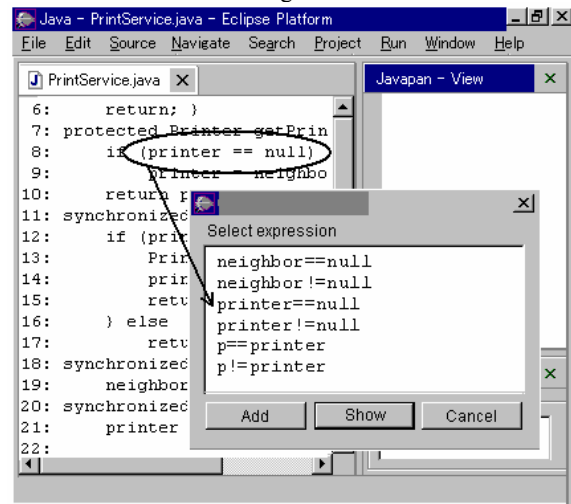 Java - PrintService.java - Eclipse Platform
File Edit Source Navigate Search Project Run Window Help
PrintService.java
Javapan - View
6: return; }
7: protected Printer getPrin
8: if (printer == null)
9: printer = neighbo
10: return p
11: synchronized
12: if (prin
13: Prin
14: prin
15: retu
16: } else
17: retu
18: synchronized
19: neighbor
20: synchronized
21: printer
22:
Select expression
neighbor==null
neighbor!=null
printer==null
printer!=null
p==printer
p!=printer
Add Show Cancel